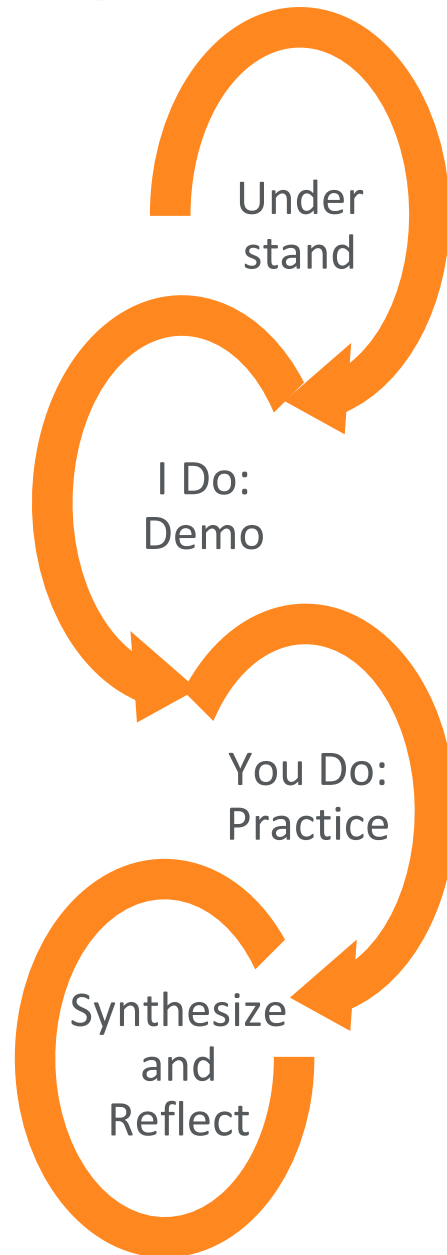 Under
stand
I Do:
Demo
You Do:
Practice
Synthesize
and
Reflect